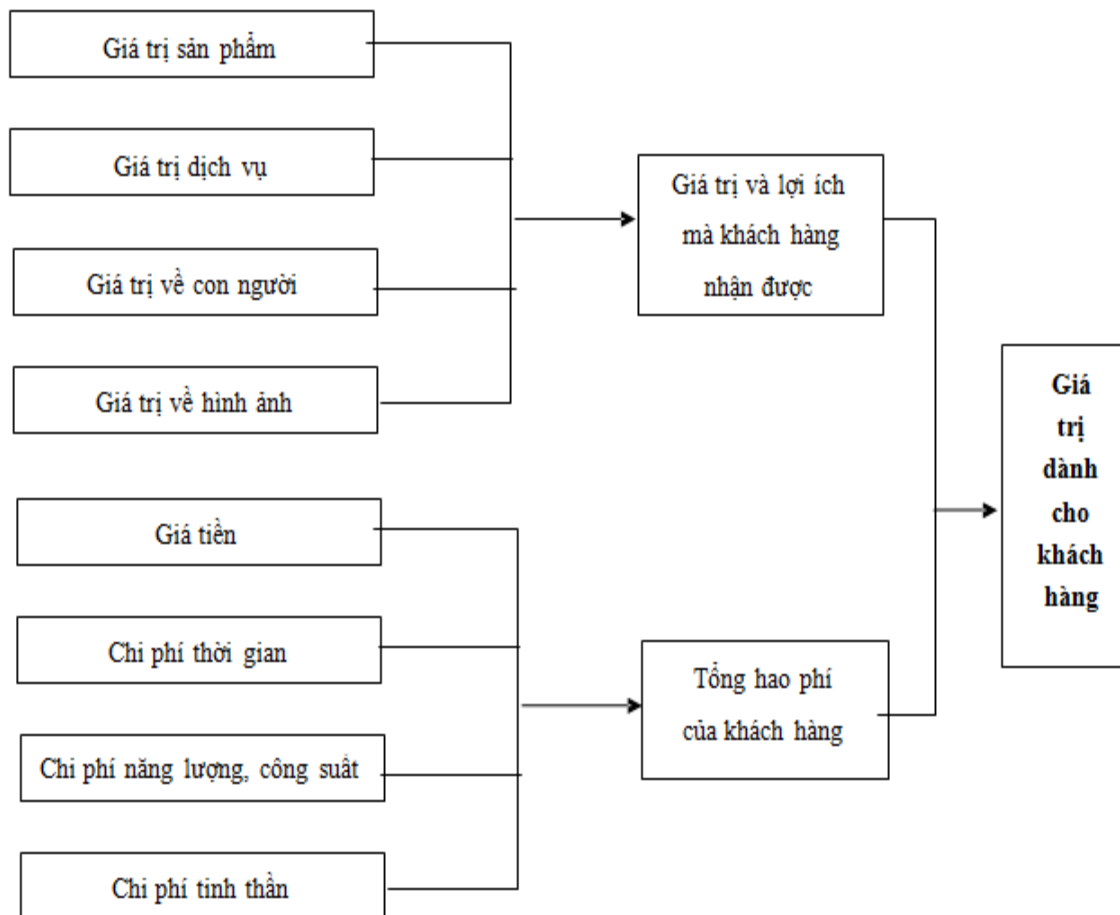 Giá trị sản phẩm
Giá trị dịch vụ
Giá trị về con người
Giá trị về hình ảnh
Giá trị và lợi ích
mà khách hàng
nhận được
Giá tiền
Chi phí thời gian
Chi phí năng lượng, công suất
Chi phí tinh thần
Tổng hao phí
của khách hàng
Giá
trị
dành
cho
khách
hàng